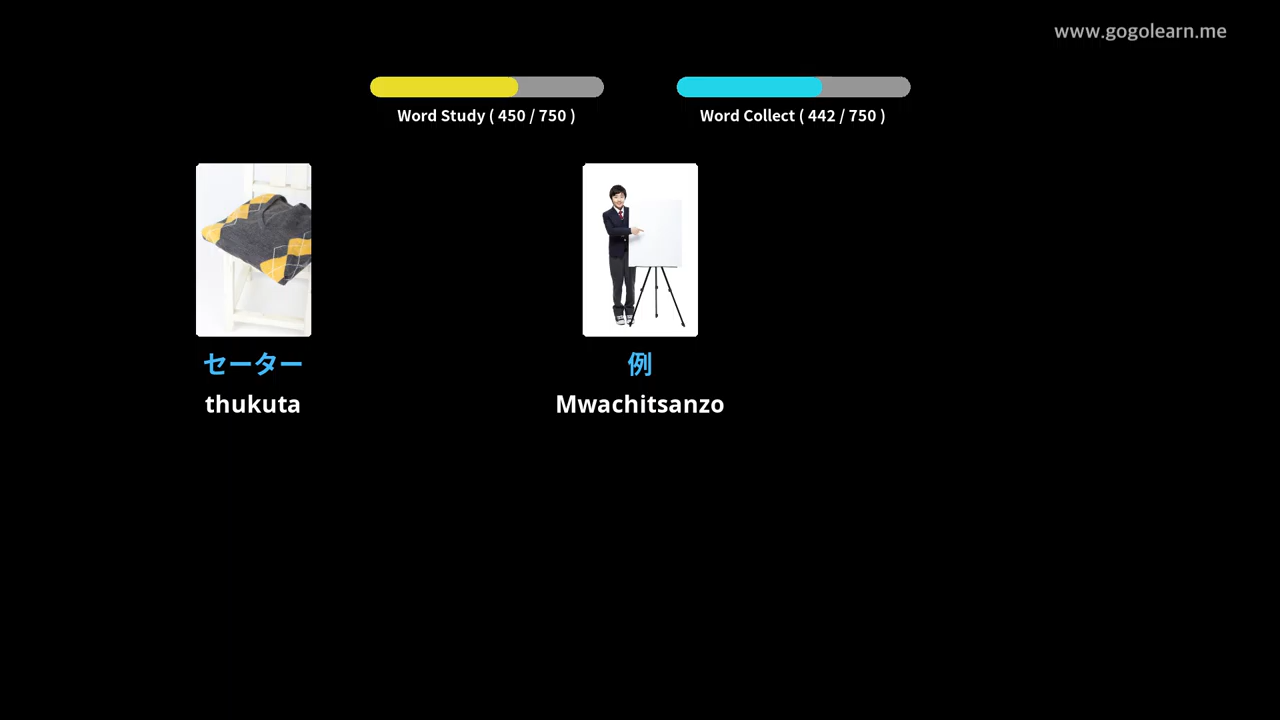 www.gogolearn.me
Word Study ( 450 / 750 )
Word Collect ( 442 / 750 )
セーター
thukuta
例
Mwachitsanzo